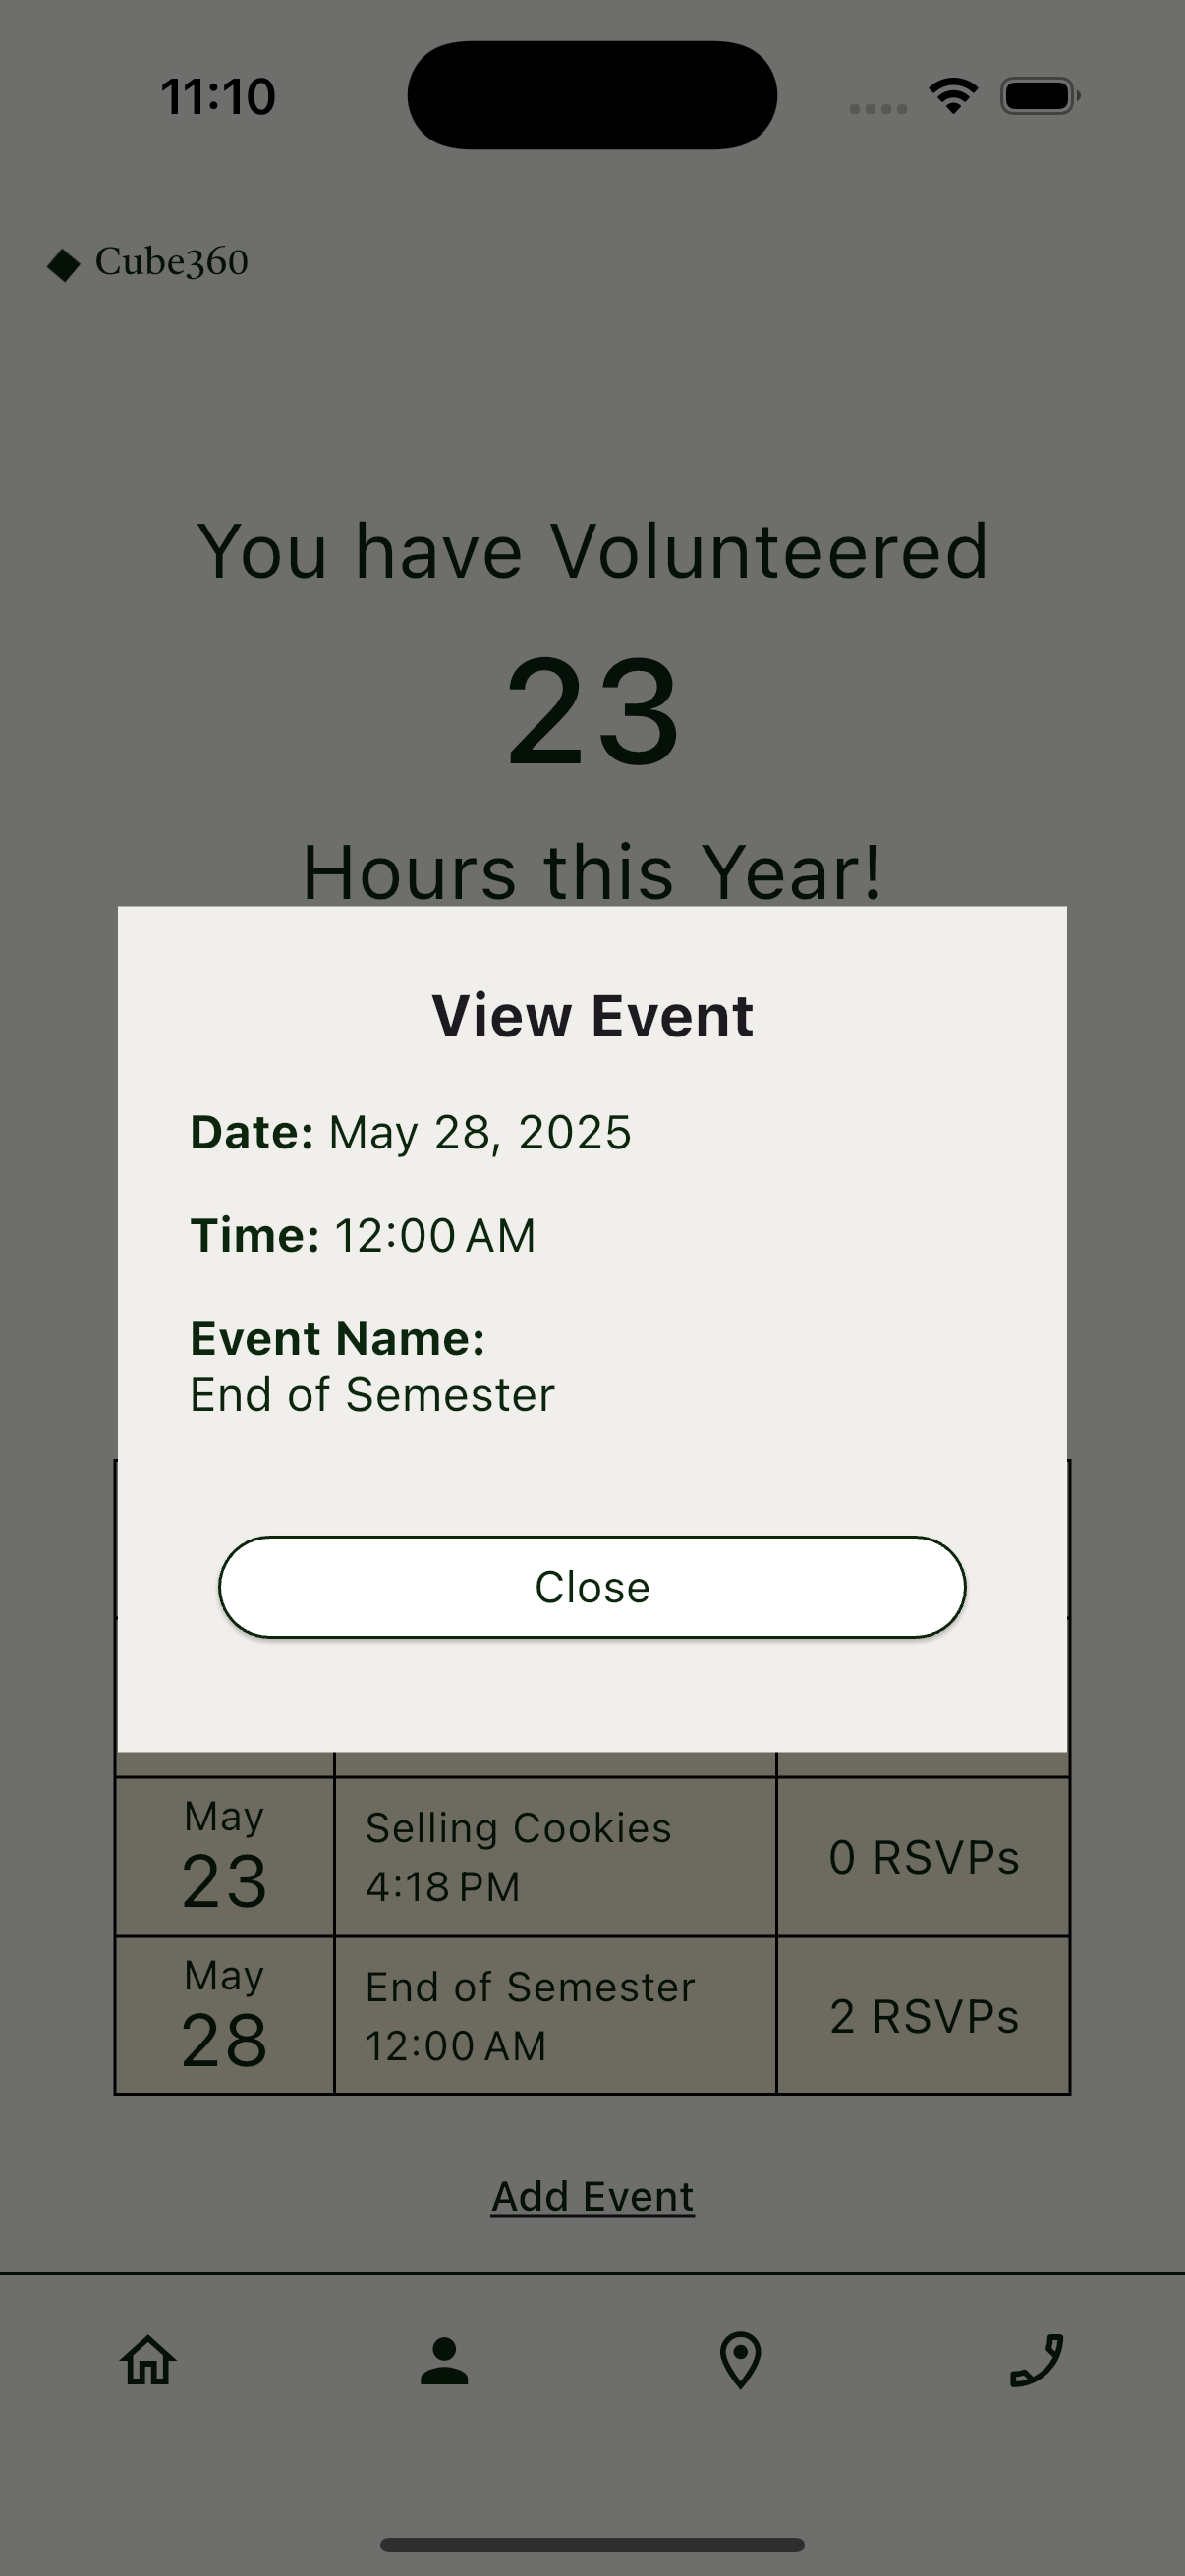 11:10
Cube360
You have Volunteered
23
Hours this Year!
View Event
Date: May 28, 2025
Time: 12:00 AM
Event Name:
End of Semester
Close
May
23
Selling Cookies
4:18 PM
0 RSVPs
May
28
End of Semester
12:00 AM
2 RSVPs
Add Event